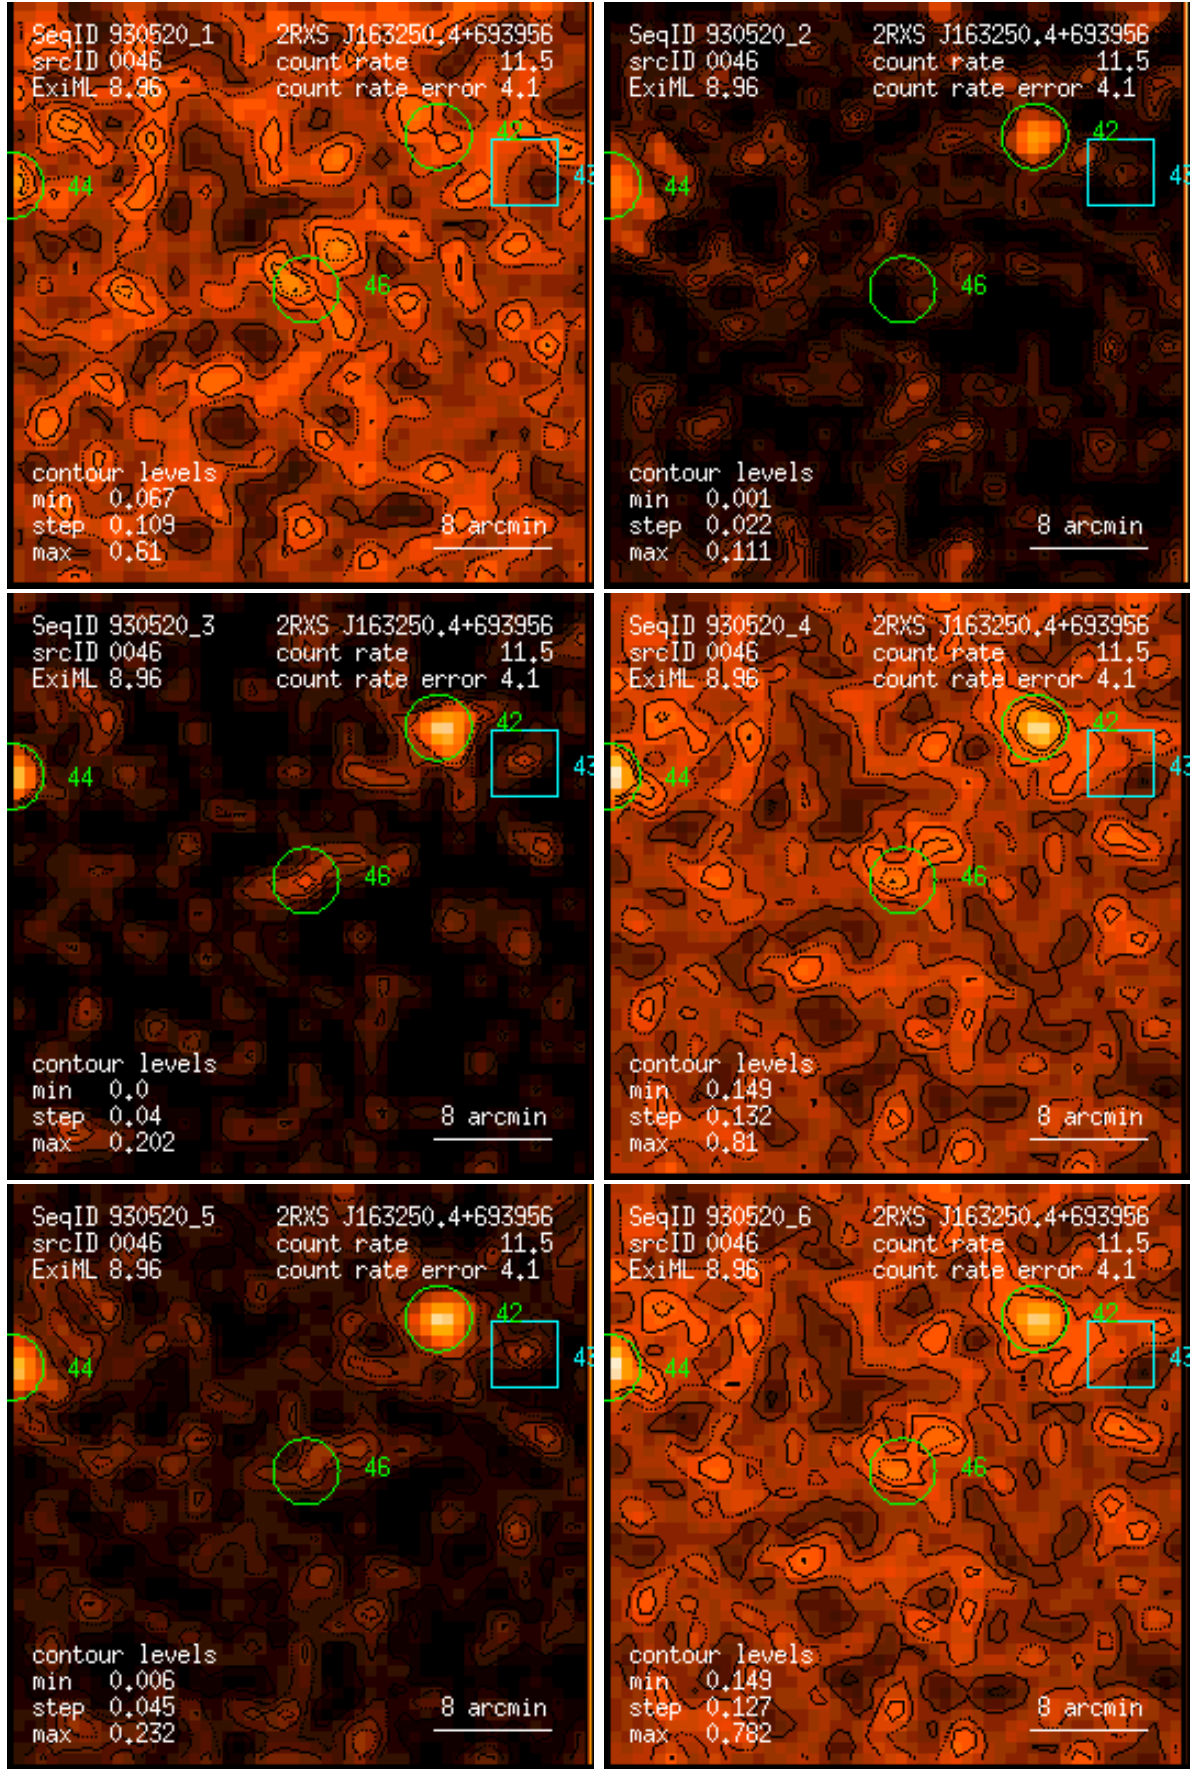 SeqID 930520_1 2RXS J163250.4+693956
srcID 0046 count rate 11.5
ExiML 8.96 count rate error 4.1
42
43
44
46
contour levels
min 0.067
step 0.109
max 0.61
8 arcmin
SeqID 930520_2 2RXS J163250.4+693956
srcID 0046 count rate 11.5
ExiML 8.96 count rate error 4.1
42
43
44
46
contour levels
min 0.001
step 0.022
max 0.111
8 arcmin
SeqID 930520_3 2RXS J163250.4+693956
srcID 0046 count rate 11.5
ExiML 8.96 count rate error 4.1
42
43
44
46
contour levels
min 0.0
step 0.04
max 0.202
8 arcmin
SeqID 930520_4 2RXS J163250.4+693956
srcID 0046 count rate 11.5
ExiML 8.96 count rate error 4.1
42
43
44
46
contour levels
min 0.149
step 0.132
max 0.81
8 arcmin
SeqID 930520_5 2RXS J163250.4+693956
srcID 0046 count rate 11.5
ExiML 8.96 count rate error 4.1
42
43
44
46
contour levels
min 0.006
step 0.045
max 0.232
8 arcmin
SeqID 930520_6 2RXS J163250.4+693956
srcID 0046 count rate 11.5
ExiML 8.96 count rate error 4.1
42
43
44
46
contour levels
min 0.149
step 0.127
max 0.782
8 arcmin